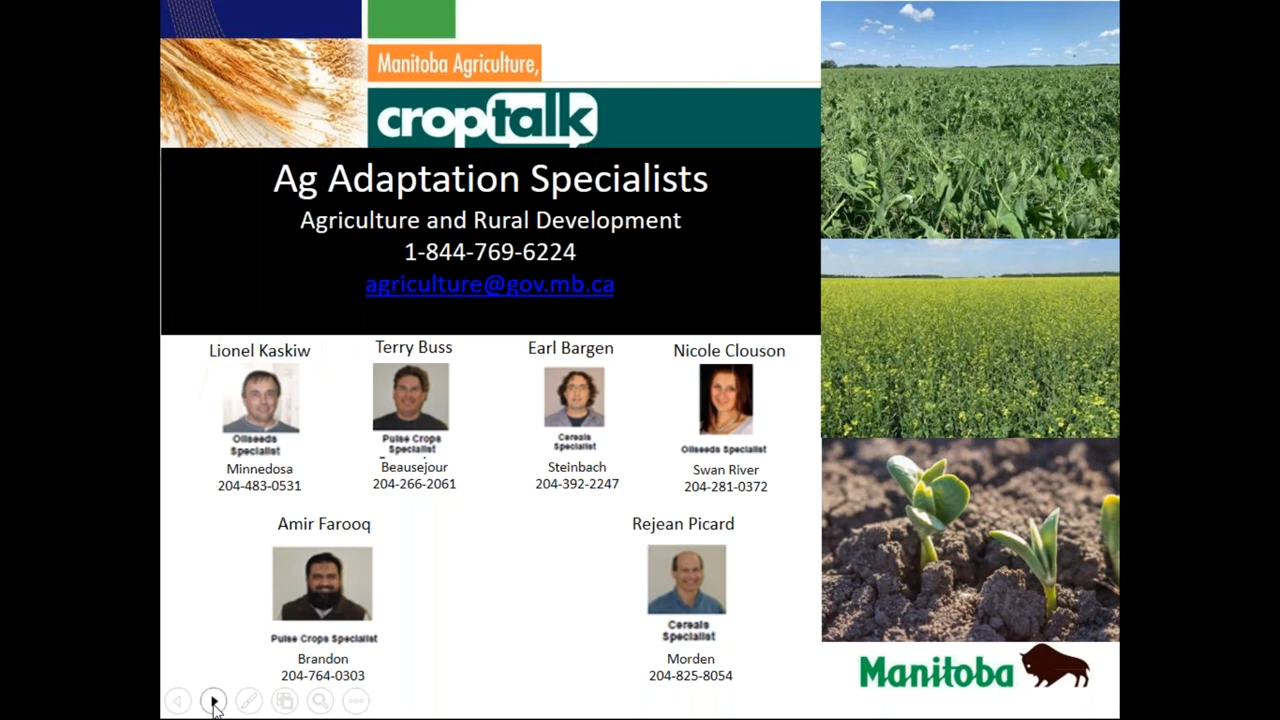 Manitoba Agriculture,
croptalk
Ag Adaptation Specialists
Agriculture and Rural Development
1-844-769-6224
agriculture@gov.mb.ca
Lionel Kaskiw
Oilseeds
Specialist
Minnedosa
204-483-0531
Terry Buss
Pulse Crops
Specialist
Beausejour
204-266-2061
Earl Bargen
Cereals
Specialist
Steinbach
204-392-2247
Nicole Clouson
Oilseeds Specialist
Swan River
204-281-0372
Amir Farooq
Pulse Crops Specialist
Brandon
204-764-0303
Rejean Picard
Cereals
Specialist
Morden
204-825-8054
Manitoba